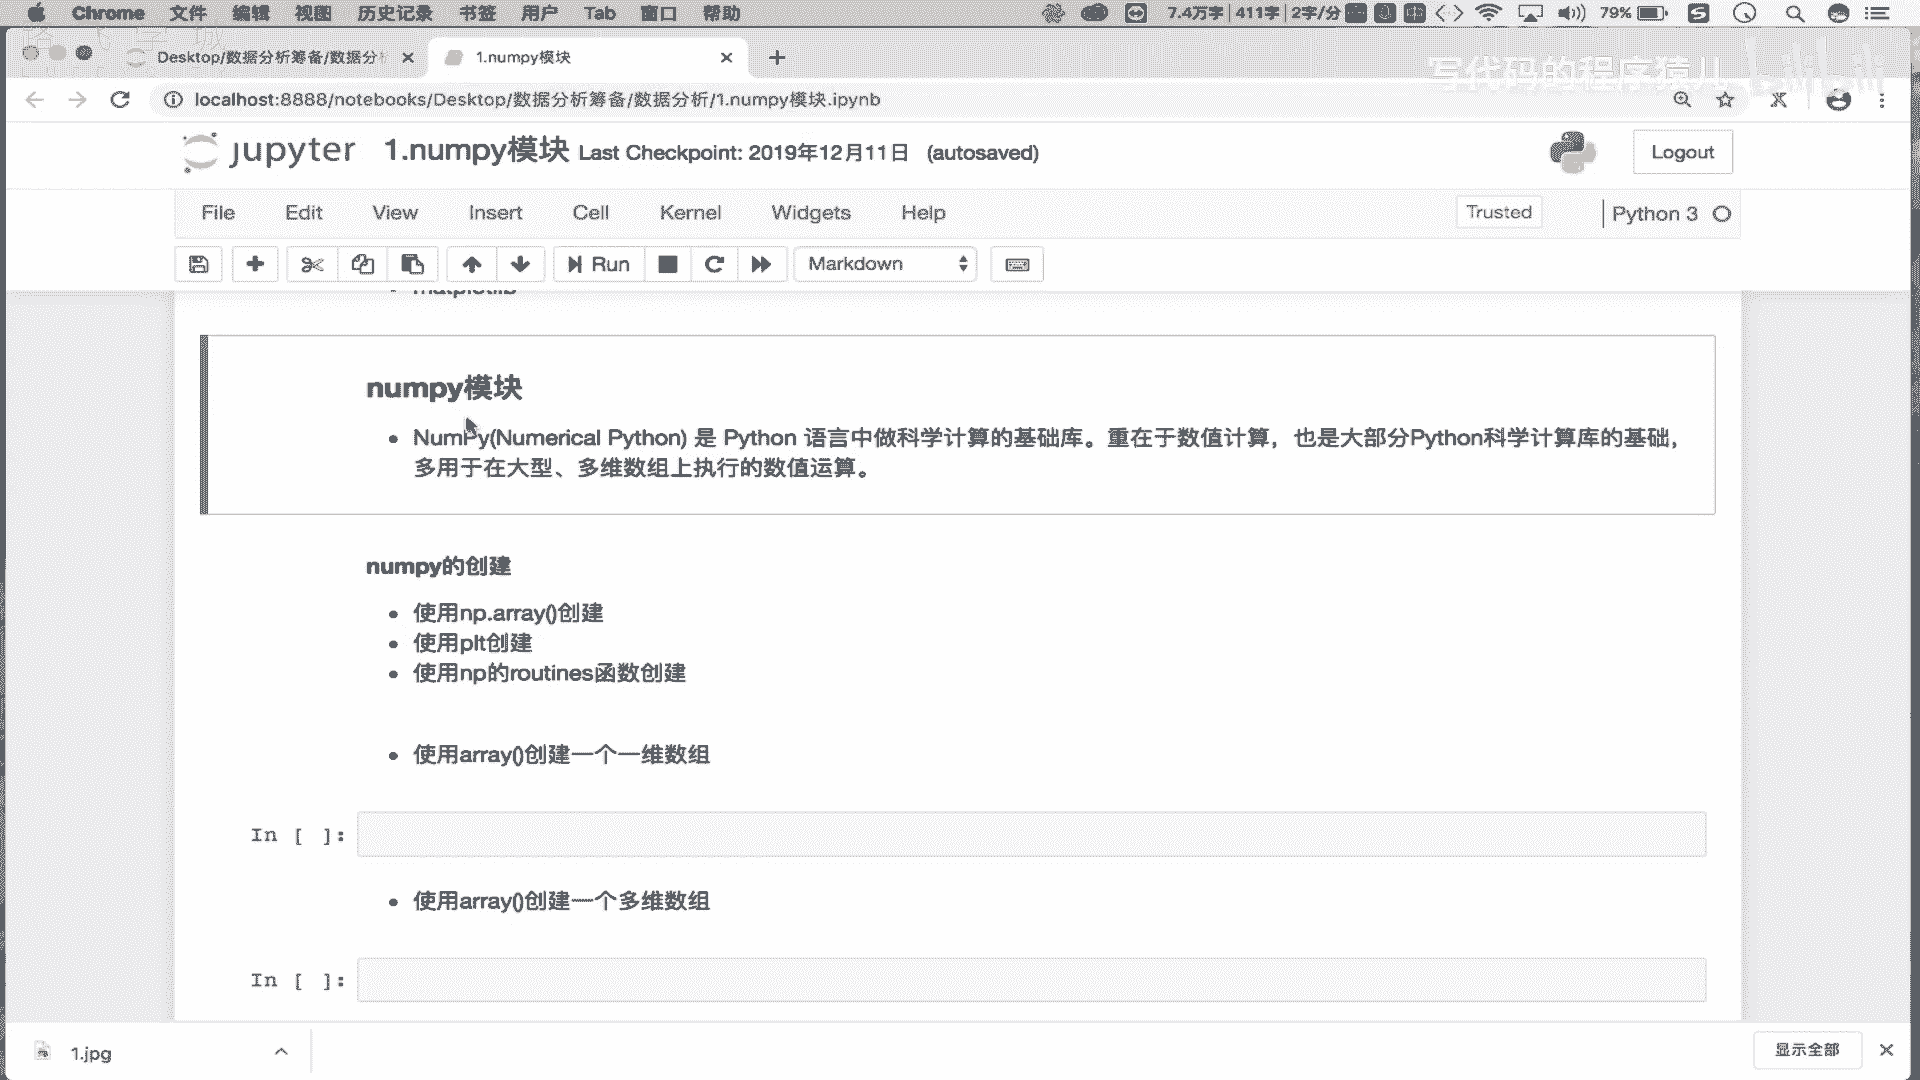 Chrome 文件 编辑 视图 历史记录 书签 用户 Tab 窗口 帮助 7.4万字 411字 2字/分 79%
Desktop/数据分析筹备/数据分 1.numpy模块
写代码的程序猿儿 bilibili
localhost:8888/notebooks/Desktop/数据分析筹备/数据分析/1.numpy模块.ipynb
jupyter 1.numpy模块 Last Checkpoint: 2019年12月11日 (autosaved) Logout
File Edit View Insert Cell Kernel Widgets Help Trusted Python 3
Run Markdown
matplotlib
numpy模块
NumPy(Numerical Python) 是 Python 语言中做科学计算的基础库。重在于数值计算，也是大部分Python科学计算库的基础，
多用于在大型、多维数组上执行的数值运算。
numpy的创建
使用np.array()创建
使用plt创建
使用np的routines函数创建
使用array()创建一个一维数组
In [ ]:
使用array()创建一个多维数组
In [ ]:
1.jpg 显示全部